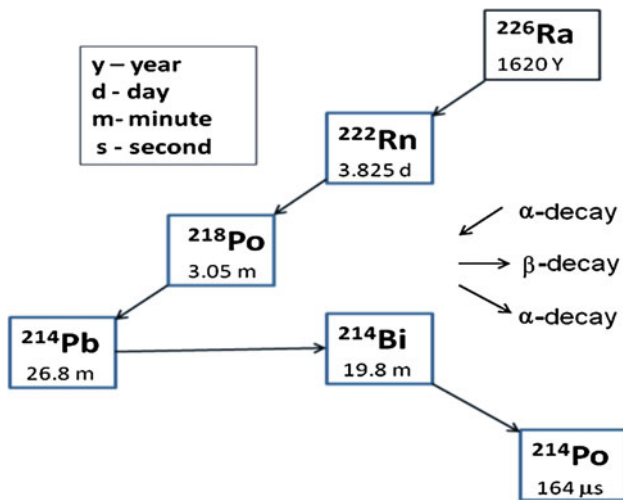 ²²⁶Ra
1620 Y
y – year
d - day
m- minute
s - second
²²²Rn
3.825 d
²¹⁸Po
3.05 m
α-decay
β-decay
α-decay
²¹⁴Pb
26.8 m
²¹⁴Bi
19.8 m
²¹⁴Po
164 µs